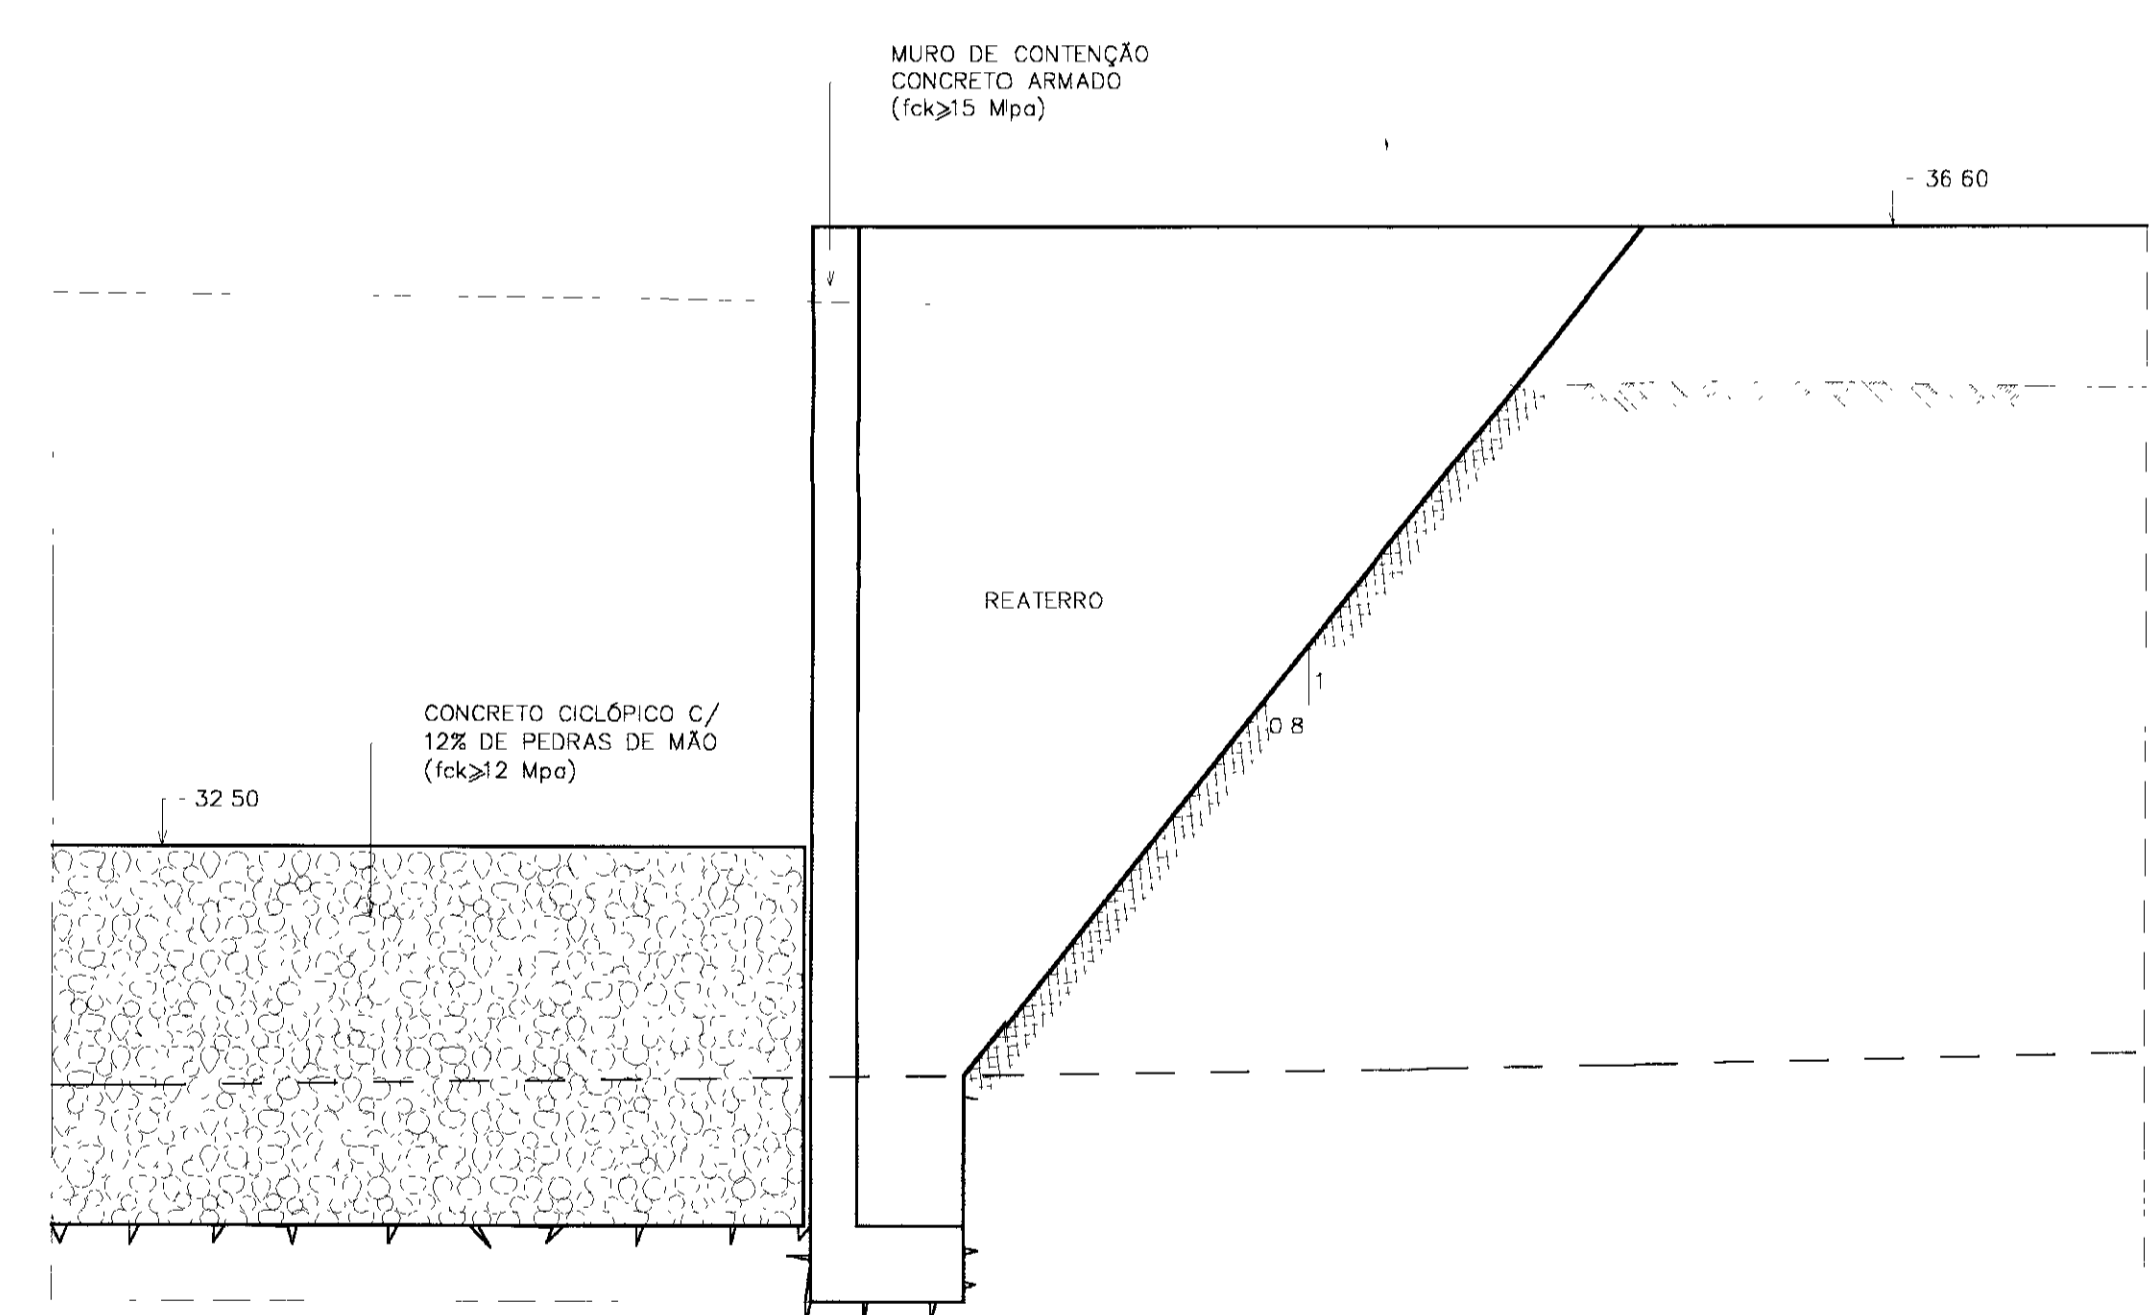 MURO DE CONTENÇÃO
CONCRETO ARMADO
(fck⩾15 Mpa)
- 36 60
REATERRO
1
0 8
CONCRETO CICLÓPICO C/
12% DE PEDRAS DE MÃO
(fck⩾12 Mpa)
- 32 50